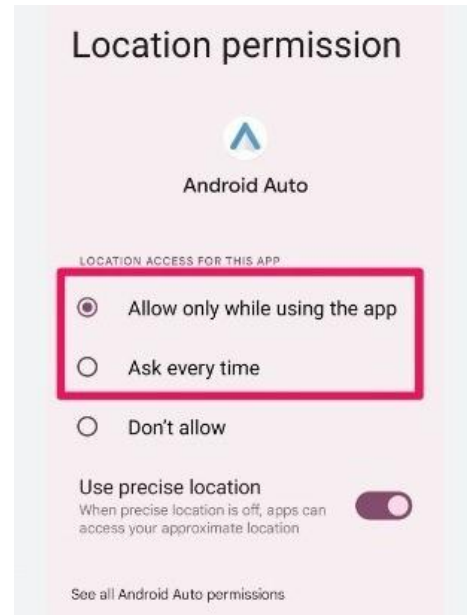 Location permission
Android Auto
LOCATION ACCESS FOR THIS APP
Allow only while using the app
Ask every time
Don't allow
Use precise location
When precise location is off, apps can
access your approximate location
See all Android Auto permissions